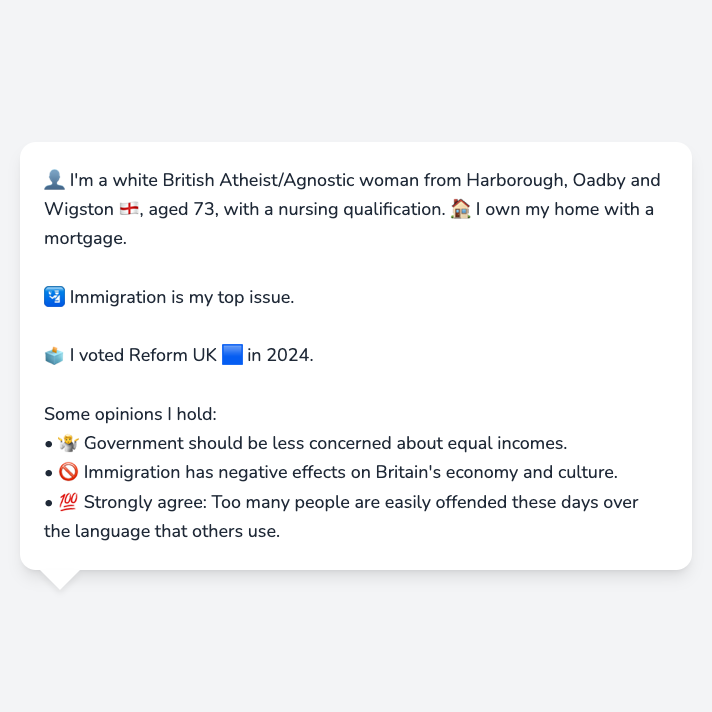 👤 I'm a white British Atheist/Agnostic woman from Harborough, Oadby and
Wigston 🏴󠁧󠁢󠁥󠁮󠁧󠁿, aged 73, with a nursing qualification. 🏠 I own my home with a
mortgage.
🛂 Immigration is my top issue.
🗳️ I voted Reform UK 🟦 in 2024.
Some opinions I hold:
• 🤷 Government should be less concerned about equal incomes.
• 🚫 Immigration has negative effects on Britain's economy and culture.
• 💯 Strongly agree: Too many people are easily offended these days over
the language that others use.